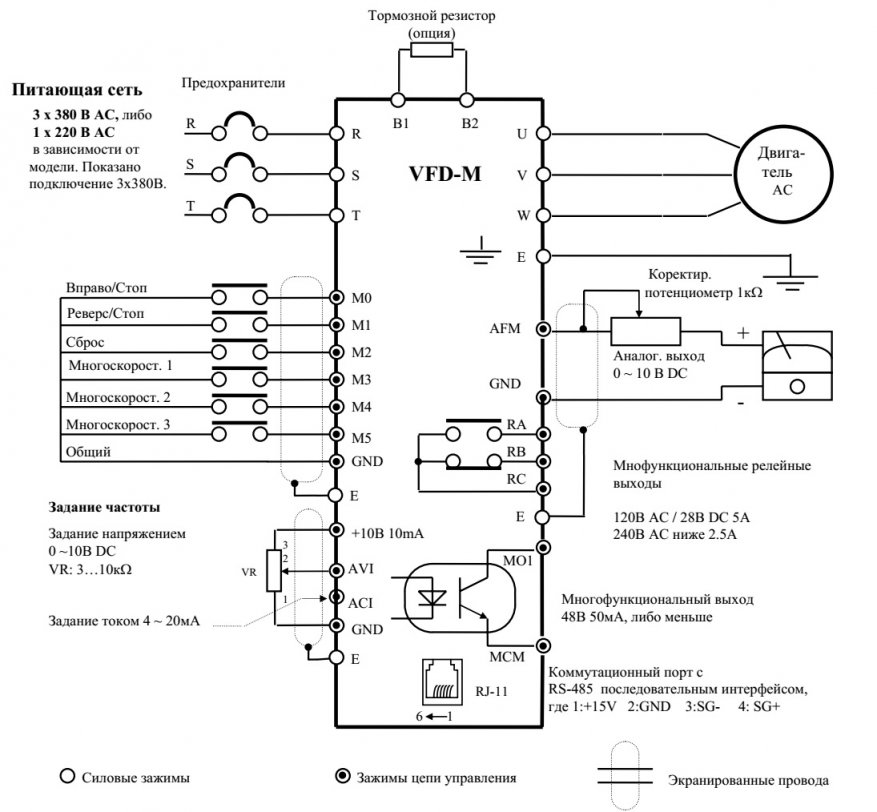 Тормозной резистор
(опция)
Питающая сеть
Предохранители
3 х 380 В АС, либо
1 х 220 В АС
в зависимости от
модели. Показано
подключение 3х380В.
R
S
T
B1
B2
R
S
T
VFD-M
U
V
W
E
Двига-
тель
АС
Вправо/Стоп
Реверс/Стоп
Сброс
Многоскорост. 1
Многоскорост. 2
Многоскорост. 3
Общий
M0
M1
M2
M3
M4
M5
GND
E
Коректир.
потенциометр 1кΩ
AFM
Аналог. выход
0 ~ 10 В DC
+
-
GND
RA
RB
RC
E
Мнофункциональные релейные
выходы
120В АС / 28В DC 5А
240В АС ниже 2.5А
Задание частоты
Задание напряжением
0 ~10В DC
VR: 3…10кΩ
VR
3
2
1
Задание током 4 ~ 20мА
+10В 10mA
AVI
ACI
GND
E
MO1
MCM
Многофункциональный выход
48В 50мА, либо меньше
RJ-11
6
1
Коммутационный порт с
RS-485 последовательным интерфейсом,
где 1:+15V 2:GND 3:SG- 4: SG+
Силовые зажимы
Зажимы цепи управления
Экранированные провода